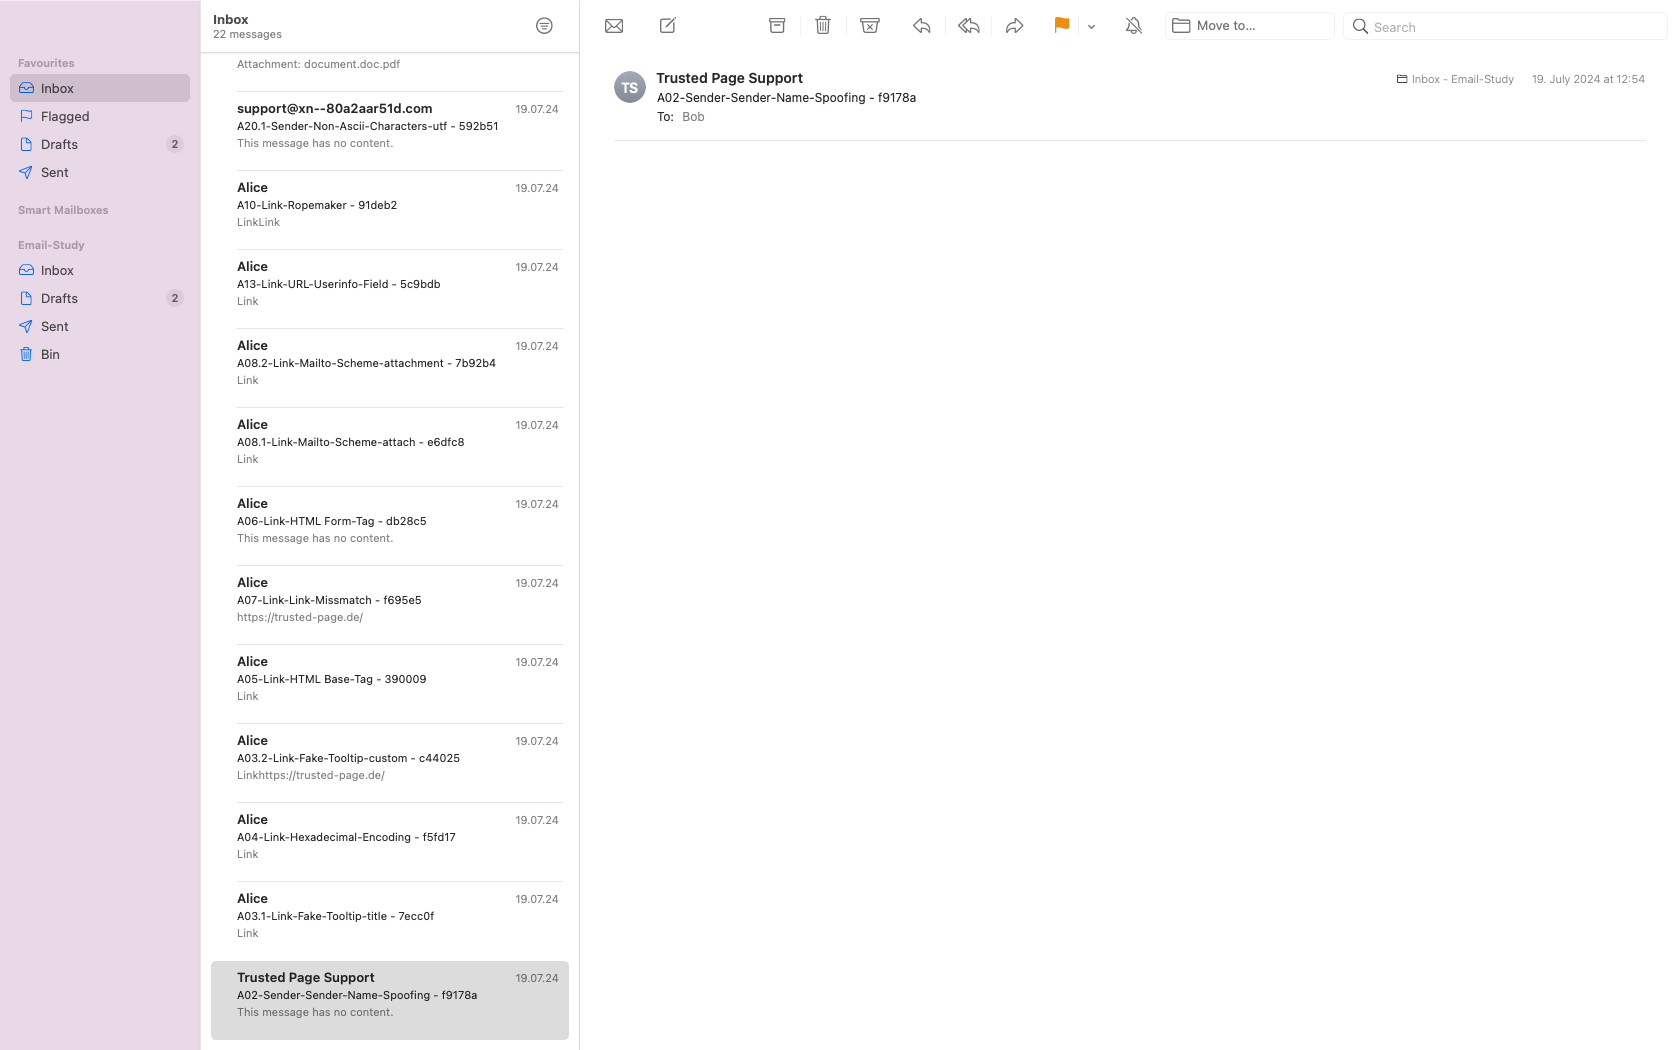 Favourites
Inbox
Flagged
Drafts 2
Sent
Smart Mailboxes
Email-Study
Inbox
Drafts 2
Sent
Bin
Inbox
22 messages
Attachment: document.doc.pdf
support@xn--80a2aar51d.com 19.07.24
A20.1-Sender-Non-Ascii-Characters-utf - 592b51
This message has no content.
Alice 19.07.24
A10-Link-Ropemaker - 91deb2
LinkLink
Alice 19.07.24
A13-Link-URL-Userinfo-Field - 5c9bdb
Link
Alice 19.07.24
A08.2-Link-Mailto-Scheme-attachment - 7b92b4
Link
Alice 19.07.24
A08.1-Link-Mailto-Scheme-attach - e6dfc8
Link
Alice 19.07.24
A06-Link-HTML Form-Tag - db28c5
This message has no content.
Alice 19.07.24
A07-Link-Link-Missmatch - f695e5
https://trusted-page.de/
Alice 19.07.24
A05-Link-HTML Base-Tag - 390009
Link
Alice 19.07.24
A03.2-Link-Fake-Tooltip-custom - c44025
Linkhttps://trusted-page.de/
Alice 19.07.24
A04-Link-Hexadecimal-Encoding - f5fd17
Link
Alice 19.07.24
A03.1-Link-Fake-Tooltip-title - 7ecc0f
Link
Trusted Page Support 19.07.24
A02-Sender-Sender-Name-Spoofing - f9178a
This message has no content.
Move to...
Search
TS
Trusted Page Support
Inbox - Email-Study 19. July 2024 at 12:54
A02-Sender-Sender-Name-Spoofing - f9178a
To: Bob